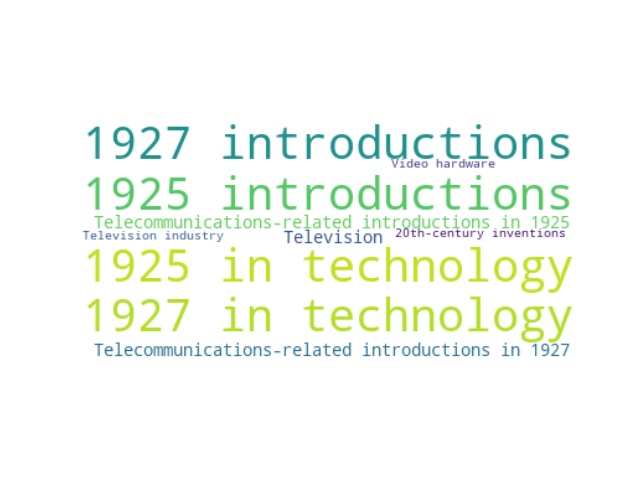 1927 introductions
Video hardware
1925 introductions
Telecommunications-related introductions in 1925
Television industry
Television
20th-century inventions
1925 in technology
1927 in technology
Telecommunications-related introductions in 1927